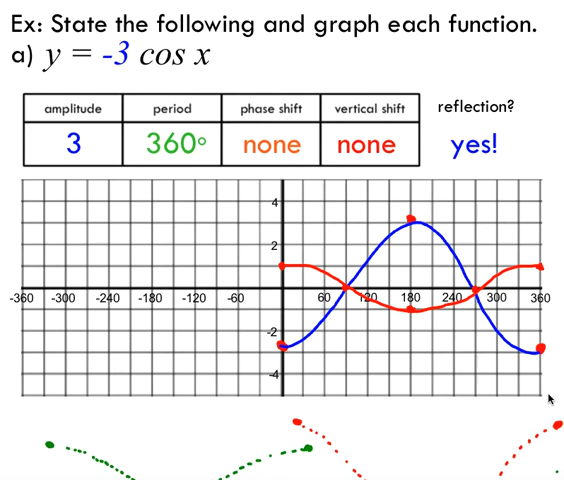 Ex: State the following and graph each function.
a) y = -3 cos x
amplitude period phase shift vertical shift reflection?
3 360° none none yes!
4
2
-360 -300 -240 -180 -120 -60 60 120 180 240 300 360
-2
-4